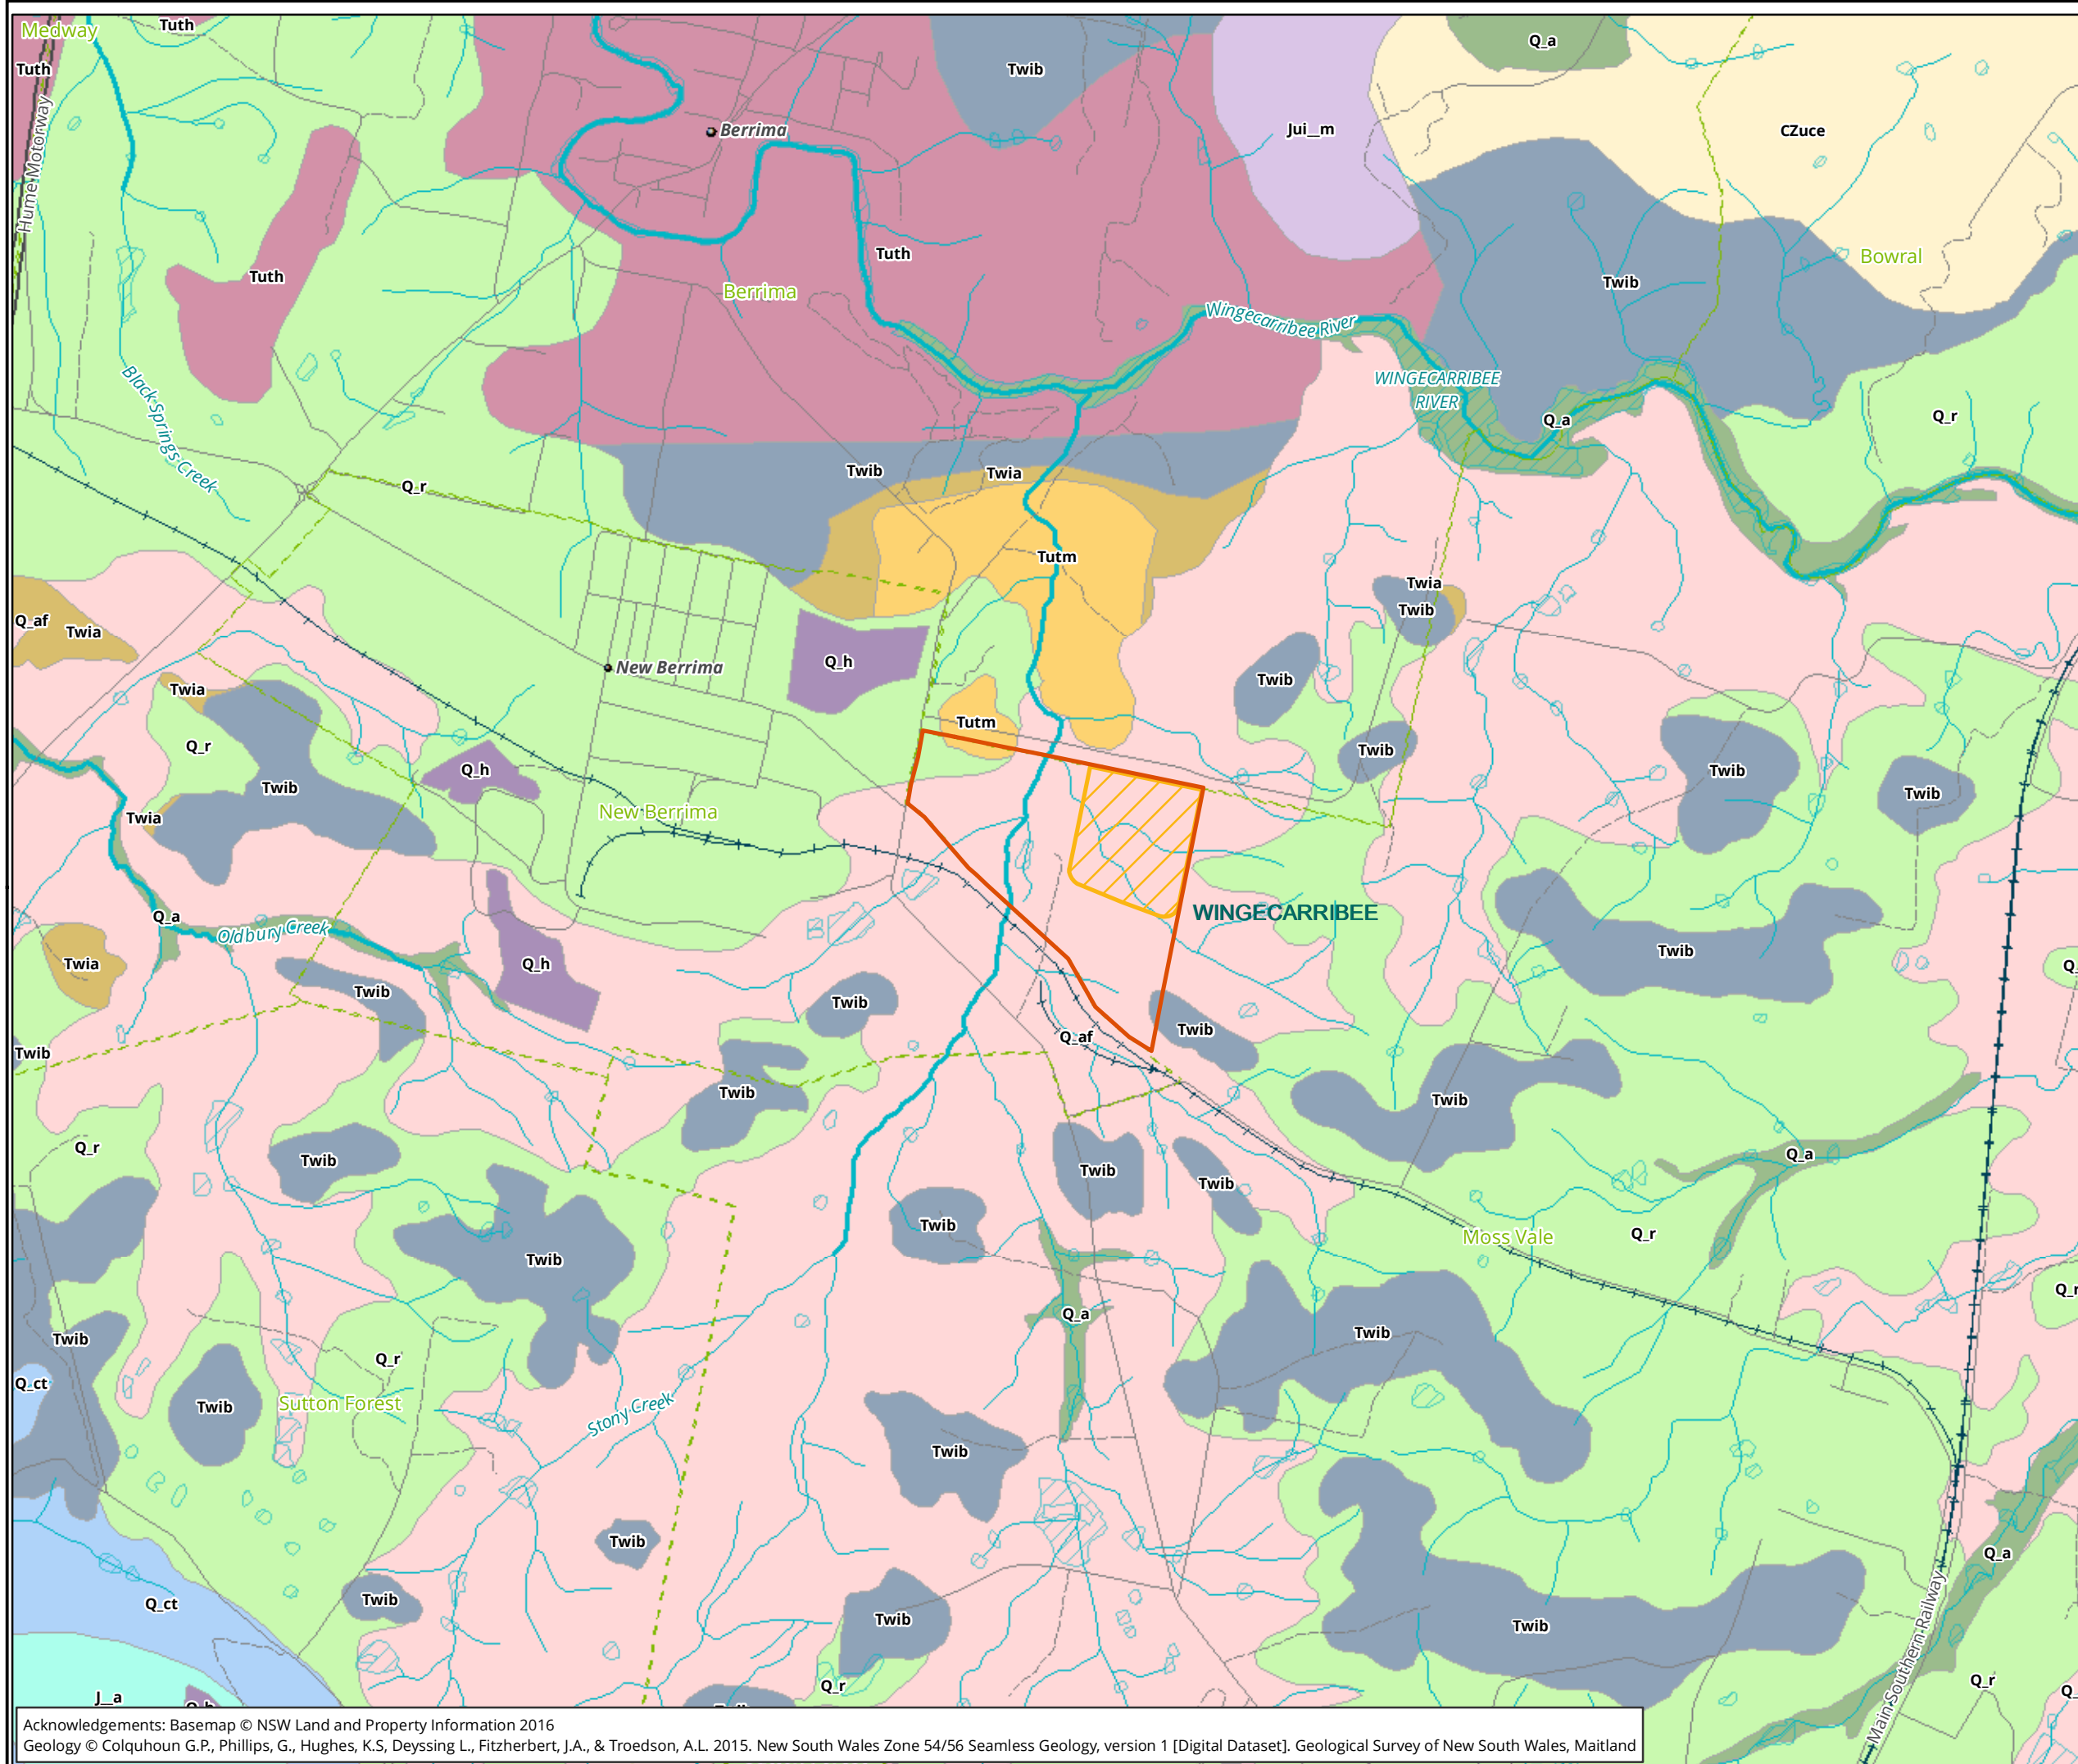 Medway
Tuth
Tuth
Twib
Q_a
Jui__m
CZuce
Berrima
Hume Motorway
Tuth
Tuth
Berrima
Bowral
Twib
Wingecarribee River
Black Springs Creek
WINGECARRIBEE
RIVER
Q_a
Q_r
Q_r
Twib
Twia
Tutm
Twia
Twib
Q_af
Twia
New Berrima
Q_h
Twib
Twia
Tutm
Q_r
Twib
Q_h
Twib
Twib
Twib
Twia
New Berrima
Q_a
Oldbury Creek
WINGECARRIBEE
Twib
Twia
Q_h
Q_
Twib
Twib
Twib
Q_af
Twib
Twib
Twib
Q_r
Twib
Twib
Q_a
Twib
Twib
Q_r
Moss Vale
Twib
Q_r
Q_a
Twib
Twib
Q_r
Q_ct
Twib
Sutton Forest
Stony Creek
Twib
Twib
Q_a
Twib
Q_ct
Twib
Twib
Twib
Main Southern Railway
Q_r
Q_r
Q_
J__a
Acknowledgements: Basemap © NSW Land and Property Information 2016
Geology © Colquhoun G.P., Phillips, G., Hughes, K.S, Deyssing L., Fitzherbert, J.A., & Troedson, A.L. 2015. New South Wales Zone 54/56 Seamless Geology, version 1 [Digital Dataset]. Geological Survey of New South Wales, Maitland